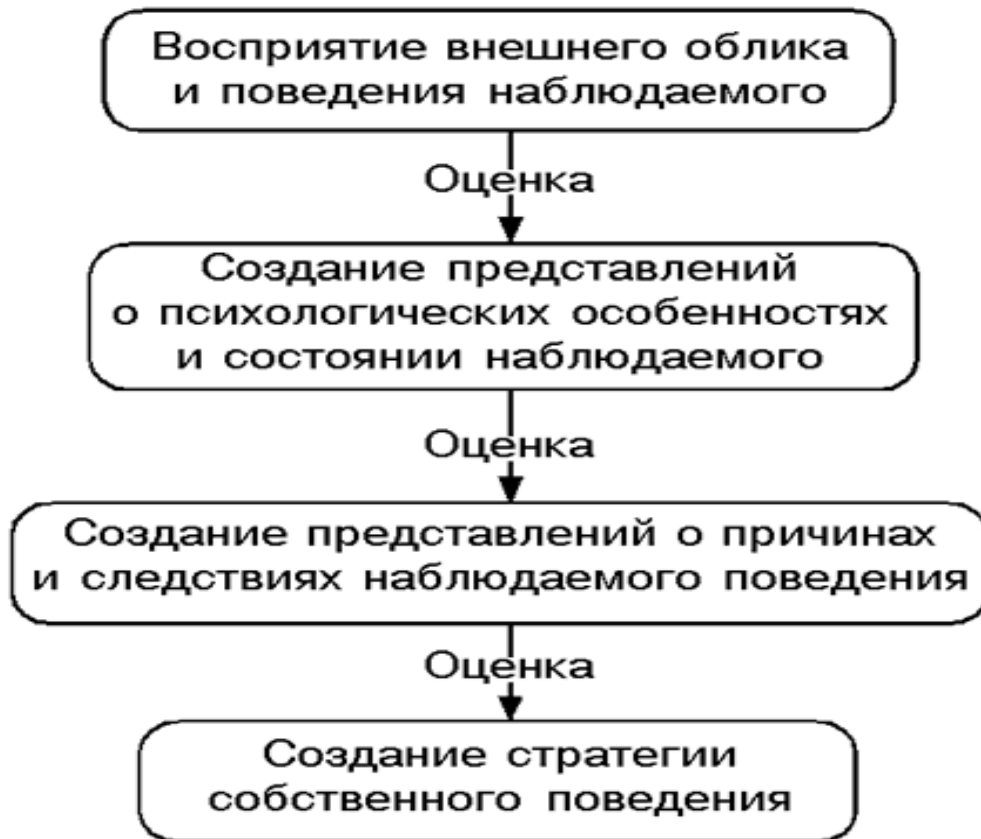 Восприятие внешнего облика
и поведения наблюдаемого
Оценка
Создание представлений
о психологических особенностях
и состоянии наблюдаемого
Оценка
Создание представлений о причинах
и следствиях наблюдаемого поведения
Оценка
Создание стратегии
собственного поведения